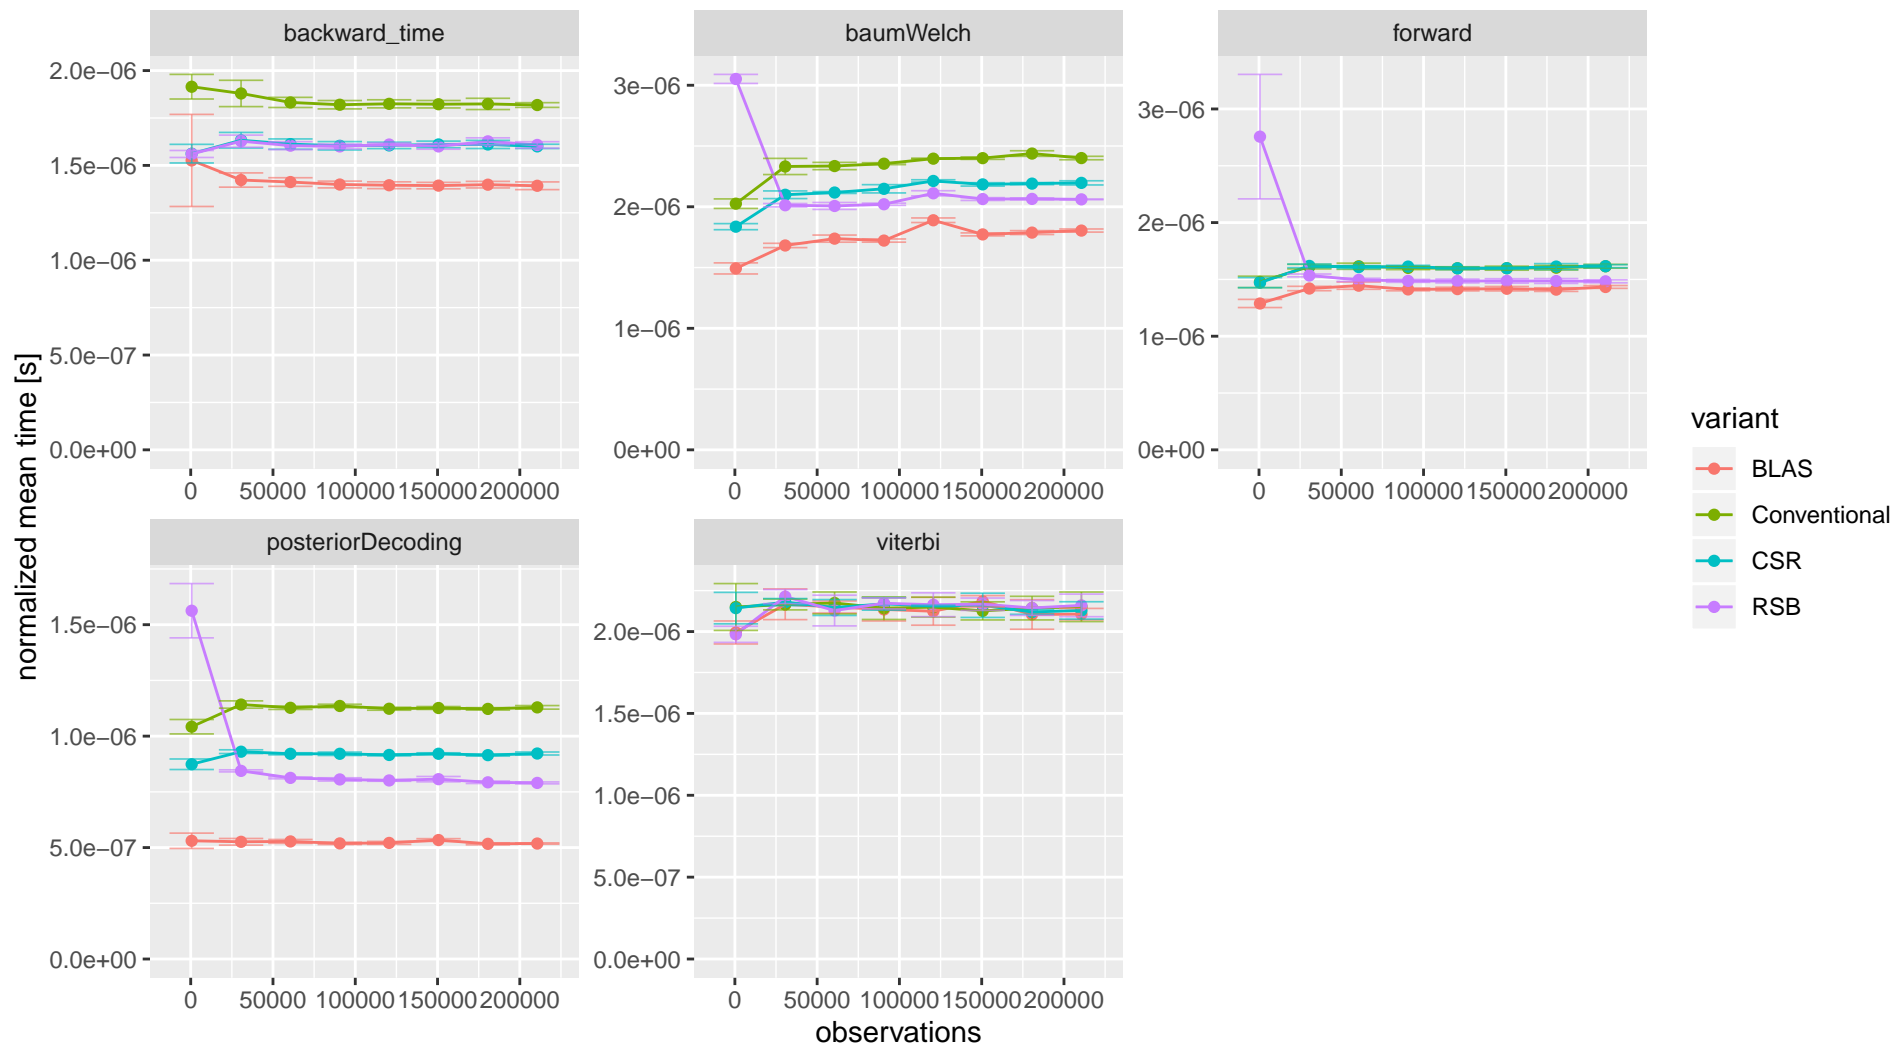 backward_time
baumWelch
forward
2.0e−06
1.5e−06
1.0e−06
5.0e−07
0.0e+00
3e−06
2e−06
1e−06
0e+00
3e−06
2e−06
1e−06
0e+00
0 50000 100000 150000 200000
0 50000 100000 150000 200000
0 50000 100000 150000 200000
posteriorDecoding
viterbi
1.5e−06
1.0e−06
5.0e−07
0.0e+00
2.0e−06
1.5e−06
1.0e−06
5.0e−07
0.0e+00
0 50000 100000 150000 200000
0 50000 100000 150000 200000
normalized mean time [s]
observations
variant
BLAS
Conventional
CSR
RSB